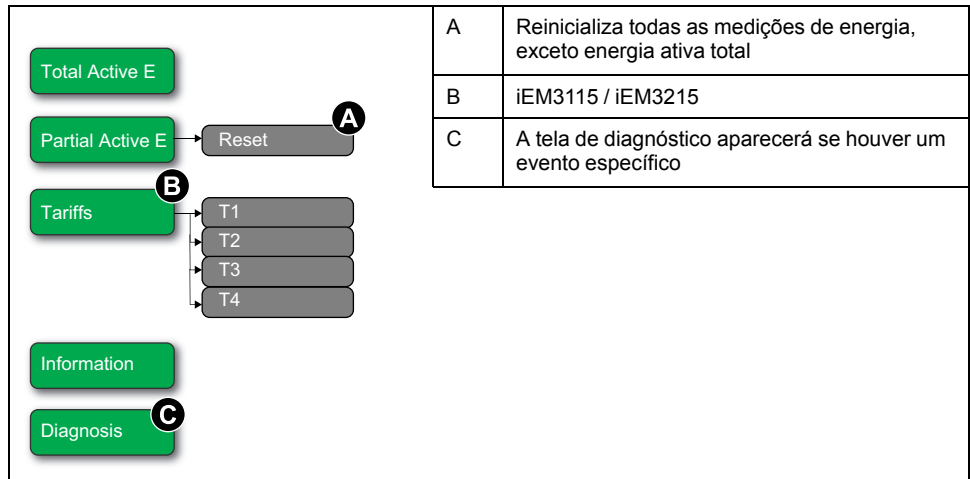 Total Active E
Partial Active E
Reset
A
B
Tariffs
T1
T2
T3
T4
Information
C
Diagnosis
A
Reinicializa todas as medições de energia,
exceto energia ativa total
B
iEM3115 / iEM3215
C
A tela de diagnóstico aparecerá se houver um
evento específico